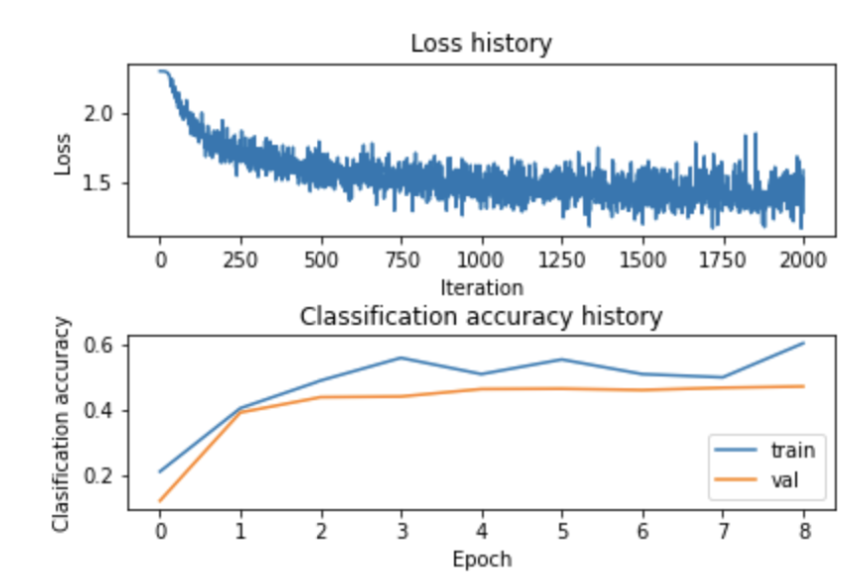 Loss history
2.0
1.5
Loss
0 250 500 750 1000 1250 1500 1750 2000
Iteration
Classification accuracy history
0.6
0.4
0.2
Clasification accuracy
train
val
0 1 2 3 4 5 6 7 8
Epoch